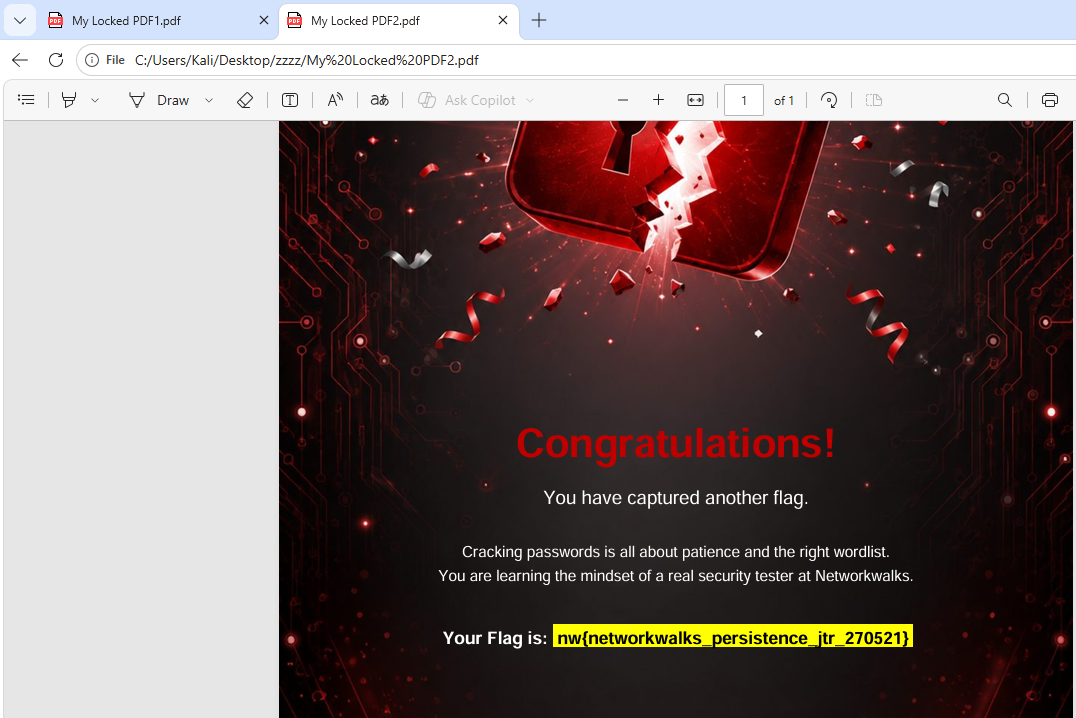 My Locked PDF1.pdf
My Locked PDF2.pdf
File C:/Users/Kali/Desktop/zzzz/My%20Locked%20PDF2.pdf
Draw
aあ
Ask Copilot
1 of 1
Congratulations!
You have captured another flag.
Cracking passwords is all about patience and the right wordlist.
You are learning the mindset of a real security tester at Networkwalks.
Your Flag is: nw{networkwalks_persistence_jtr_270521}